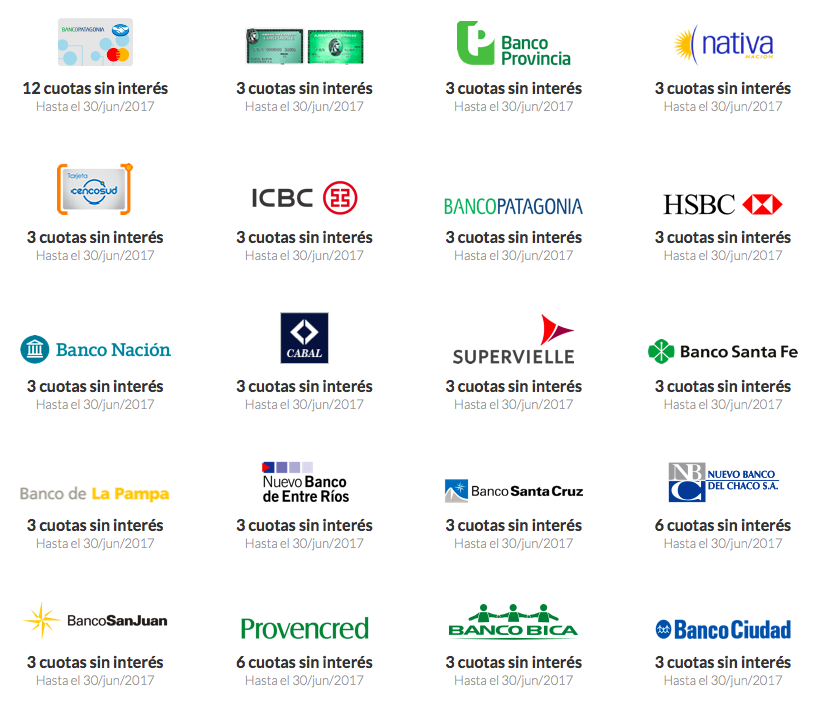 BANCOPATAGONIA
12 cuotas sin interés
Hasta el 30/jun/2017
3 cuotas sin interés
Hasta el 30/jun/2017
Banco
Provincia
3 cuotas sin interés
Hasta el 30/jun/2017
nativa
NACION
3 cuotas sin interés
Hasta el 30/jun/2017
Tarjeta
cencosud
3 cuotas sin interés
Hasta el 30/jun/2017
ICBC
3 cuotas sin interés
Hasta el 30/jun/2017
BANCOPATAGONIA
3 cuotas sin interés
Hasta el 30/jun/2017
HSBC
3 cuotas sin interés
Hasta el 30/jun/2017
Banco Nación
3 cuotas sin interés
Hasta el 30/jun/2017
CABAL
3 cuotas sin interés
Hasta el 30/jun/2017
SUPERVIELLE
3 cuotas sin interés
Hasta el 30/jun/2017
Banco Santa Fe
3 cuotas sin interés
Hasta el 30/jun/2017
Banco de La Pampa
3 cuotas sin interés
Hasta el 30/jun/2017
Nuevo Banco
de Entre Ríos
3 cuotas sin interés
Hasta el 30/jun/2017
Banco Santa Cruz
3 cuotas sin interés
Hasta el 30/jun/2017
NBC
NUEVO BANCO
DEL CHACO S.A.
6 cuotas sin interés
Hasta el 30/jun/2017
BancoSanJuan
3 cuotas sin interés
Hasta el 30/jun/2017
Provencred
6 cuotas sin interés
Hasta el 30/jun/2017
BANCO BICA
3 cuotas sin interés
Hasta el 30/jun/2017
BancoCiudad
3 cuotas sin interés
Hasta el 30/jun/2017